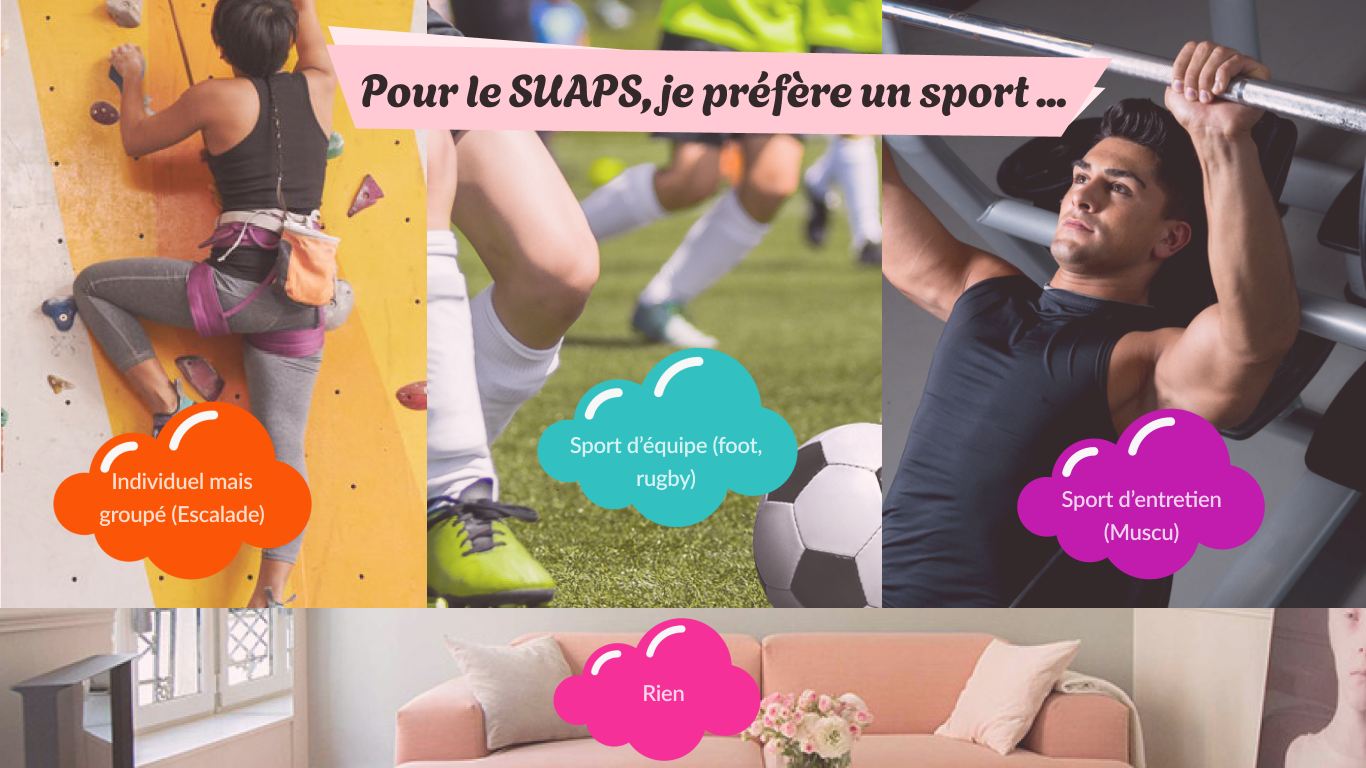 Pour le SUAPS, je préfère un sport ...
Individuel mais
groupé (Escalade)
Sport d'équipe (foot,
rugby)
Sport d'entretien
(Muscu)
Rien